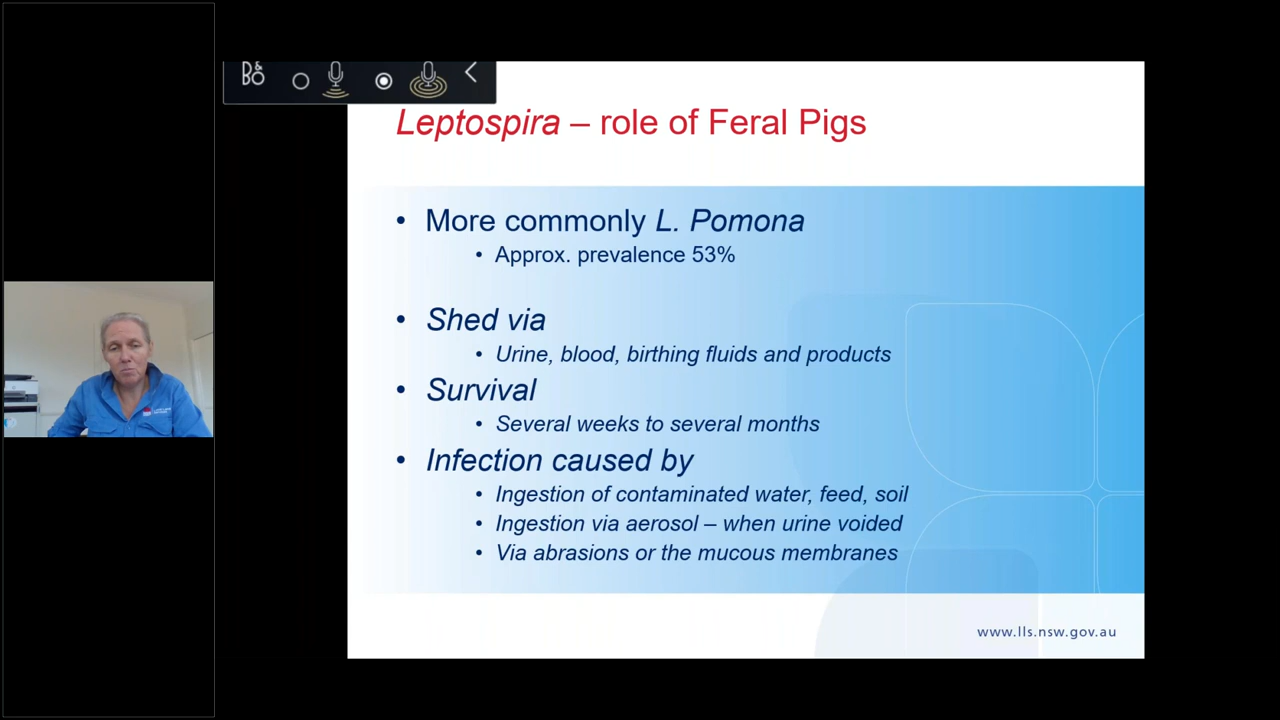 B&O
Leptospira – role of Feral Pigs
• More commonly L. Pomona
• Approx. prevalence 53%
• Shed via
• Urine, blood, birthing fluids and products
• Survival
• Several weeks to several months
• Infection caused by
• Ingestion of contaminated water, feed, soil
• Ingestion via aerosol – when urine voided
• Via abrasions or the mucous membranes
www.lls.nsw.gov.au